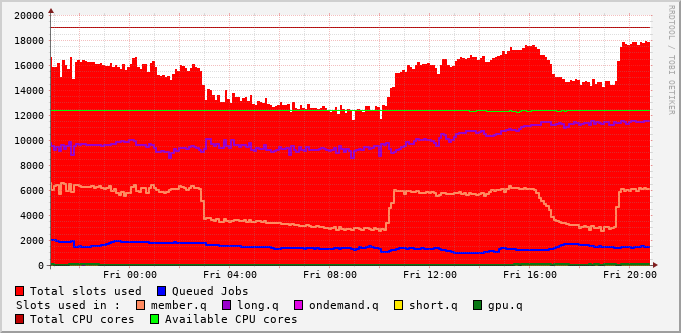 20000
18000
16000
14000
12000
10000
8000
6000
4000
2000
0
Fri 00:00 Fri 04:00 Fri 08:00 Fri 12:00 Fri 16:00 Fri 20:00
Total slots used Queued Jobs
Slots used in : member.q long.q ondemand.q short.q gpu.q
Total CPU cores Available CPU cores
RRDTOOL / TOBI OETIKER